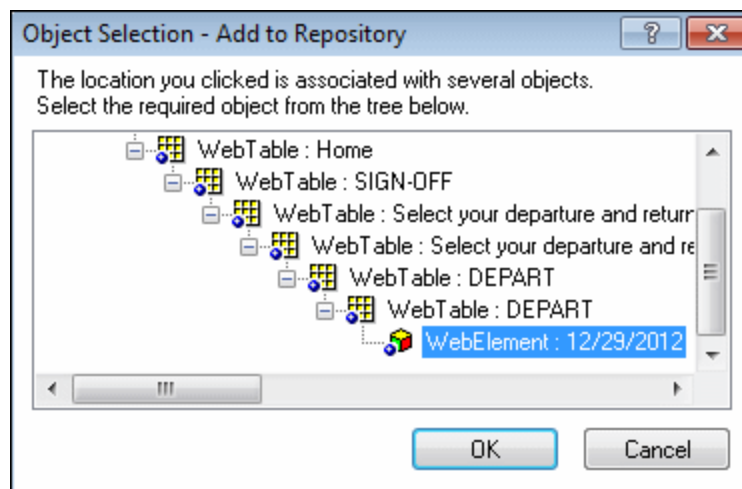 Object Selection - Add to Repository
?
The location you clicked is associated with several objects.
Select the required object from the tree below.
WebTable : Home
WebTable : SIGN-OFF
WebTable : Select your departure and return
WebTable : Select your departure and re
WebTable : DEPART
WebTable : DEPART
WebElement : 12/29/2012
OK Cancel